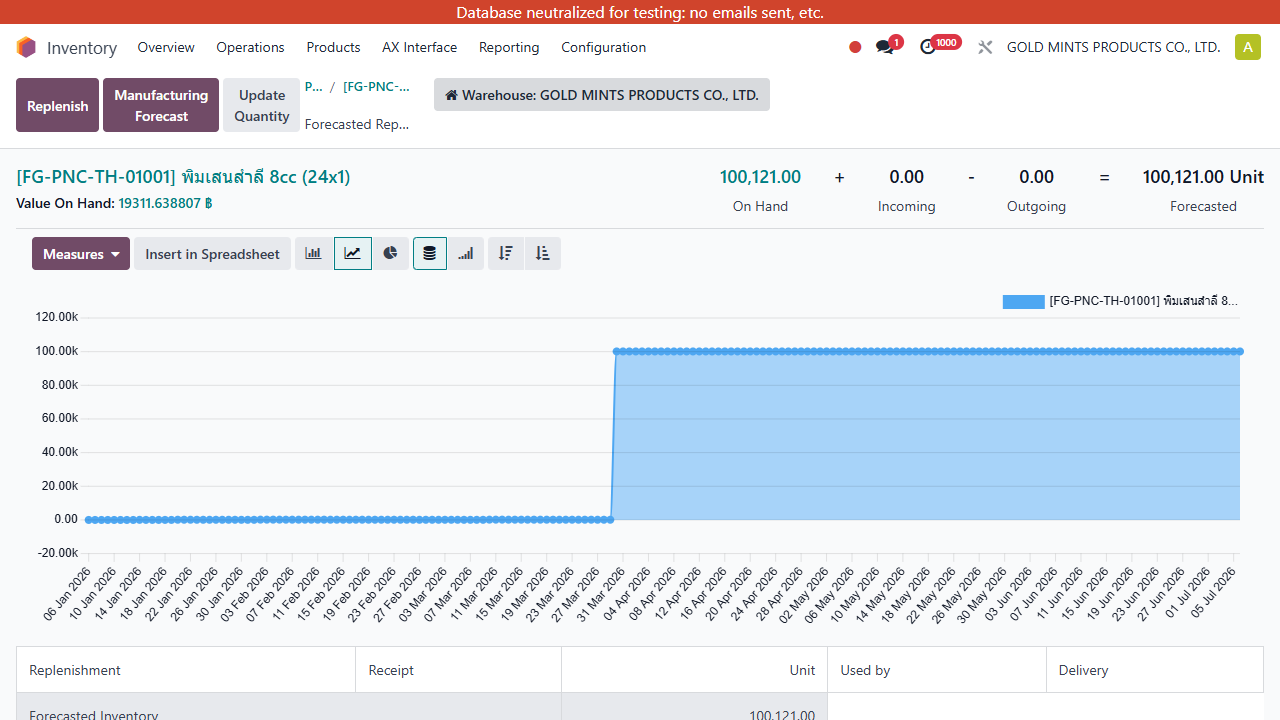 Database neutralized for testing: no emails sent, etc.
Inventory Overview Operations Products AX Interface Reporting Configuration 1 1000 GOLD MINTS PRODUCTS CO., LTD. A
Replenish Manufacturing Forecast Update Quantity P... / [FG-PNC-... Warehouse: GOLD MINTS PRODUCTS CO., LTD.
Forecasted Rep...
[FG-PNC-TH-01001] พิมเสนสำลี 8cc (24x1) 100,121.00 + 0.00 - 0.00 = 100,121.00 Unit
Value On Hand: 19311.638807 ฿ On Hand Incoming Outgoing Forecasted
Measures Insert in Spreadsheet
[FG-PNC-TH-01001] พิมเสนสำลี 8...
120.00k
100.00k
80.00k
60.00k
40.00k
20.00k
0.00
-20.00k
06 Jan 2026 10 Jan 2026 14 Jan 2026 18 Jan 2026 22 Jan 2026 26 Jan 2026 30 Jan 2026 03 Feb 2026 07 Feb 2026 11 Feb 2026 15 Feb 2026 19 Feb 2026 23 Feb 2026 27 Feb 2026 03 Mar 2026 07 Mar 2026 11 Mar 2026 15 Mar 2026 19 Mar 2026 23 Mar 2026 27 Mar 2026 31 Mar 2026 04 Apr 2026 08 Apr 2026 12 Apr 2026 16 Apr 2026 20 Apr 2026 24 Apr 2026 28 Apr 2026 02 May 2026 06 May 2026 10 May 2026 14 May 2026 18 May 2026 22 May 2026 26 May 2026 30 May 2026 03 Jun 2026 07 Jun 2026 11 Jun 2026 15 Jun 2026 19 Jun 2026 23 Jun 2026 27 Jun 2026 01 Jul 2026 05 Jul 2026
Replenishment Receipt Unit Used by Delivery
Forecasted Inventory 100,121.00